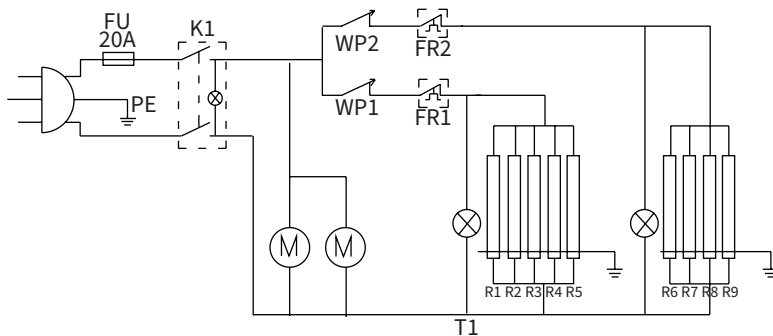 FU
20A
K1
PE
WP2
FR2
WP1
FR1
M
M
R1 R2 R3 R4 R5
R6 R7 R8 R9
T1